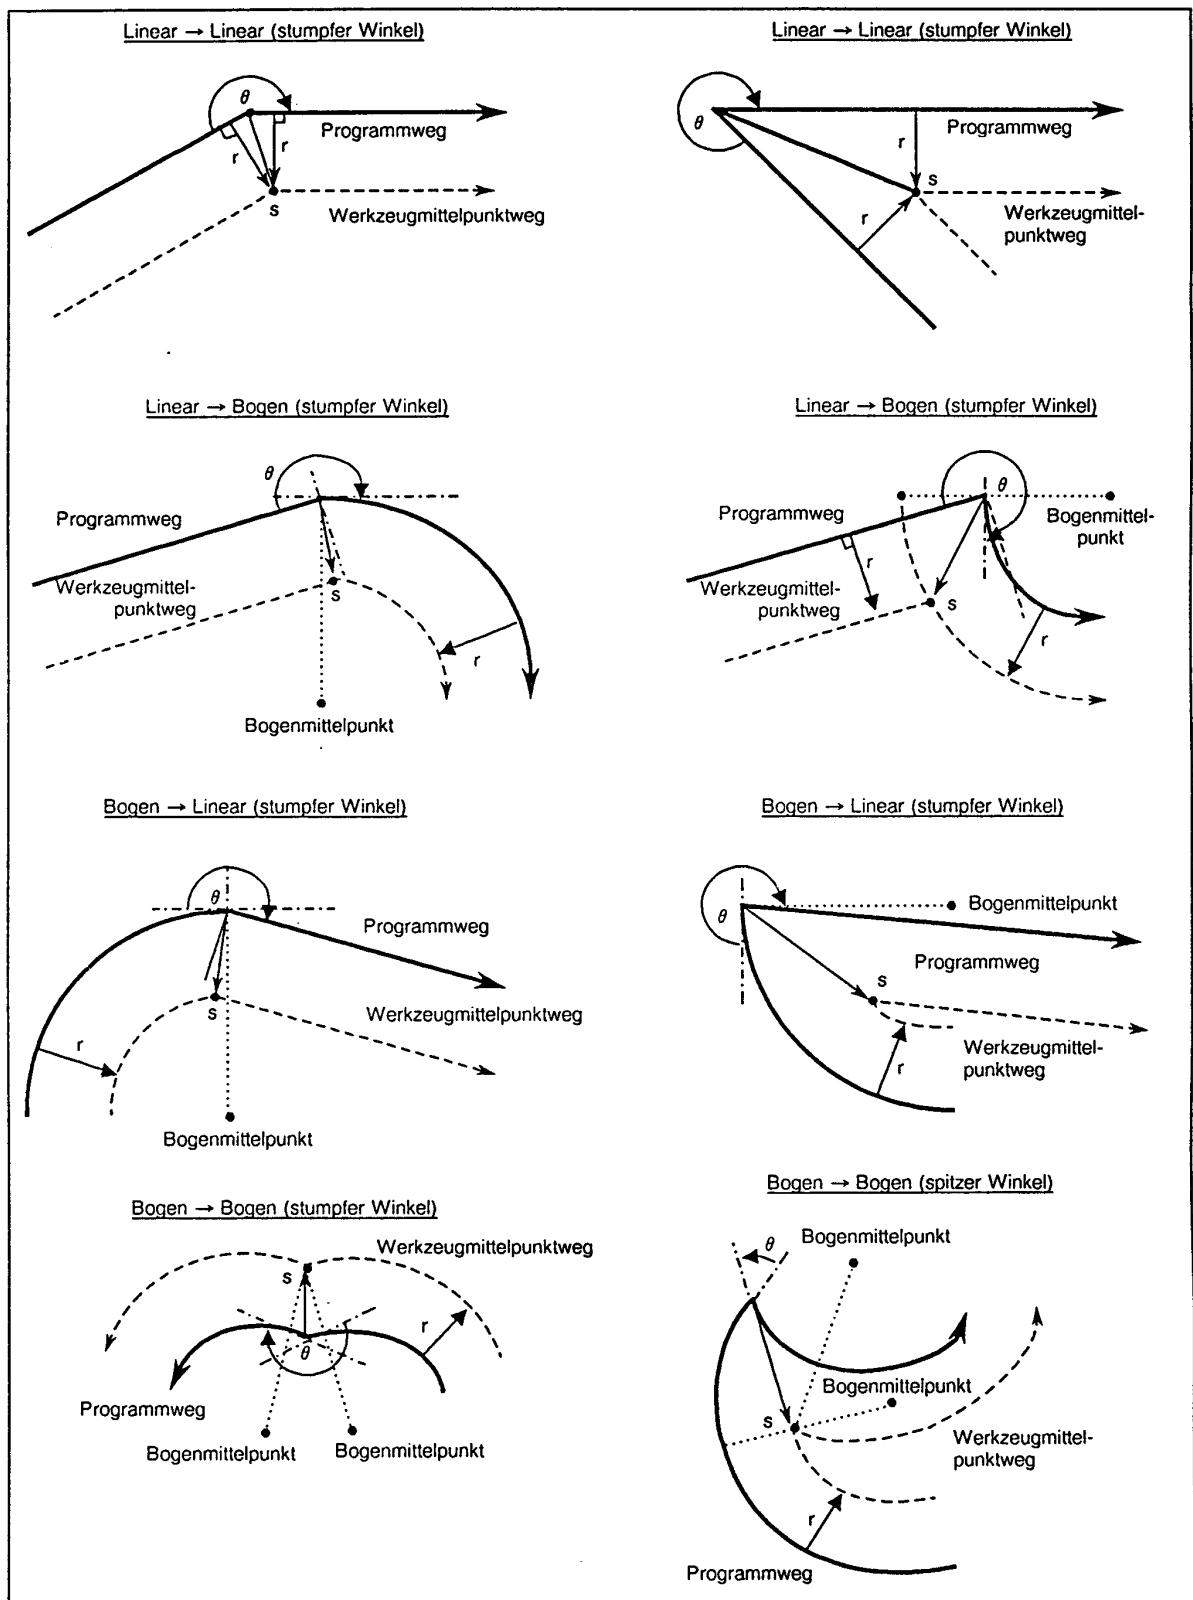 Linear → Linear (stumpfer Winkel)
θ
Programmweg
r
r
s
Werkzeugmittelpunktweg
Linear → Linear (stumpfer Winkel)
θ
Programmweg
r
s
r
Werkzeugmittel-
punktweg
Linear → Bogen (stumpfer Winkel)
θ
Programmweg
Werkzeugmittel-
punktweg
s
r
Bogenmittelpunkt
Linear → Bogen (stumpfer Winkel)
θ
Programmweg
Bogenmittel-
punkt
r
Werkzeugmittel-
punktweg
s
r
Bogen → Linear (stumpfer Winkel)
θ
Programmweg
s
Werkzeugmittelpunktweg
r
Bogenmittelpunkt
Bogen → Linear (stumpfer Winkel)
θ
Bogenmittelpunkt
Programmweg
s
Werkzeugmittel-
punktweg
r
Bogen → Bogen (stumpfer Winkel)
Werkzeugmittelpunktweg
s
r
θ
Programmweg
Bogenmittelpunkt
Bogenmittelpunkt
Bogen → Bogen (spitzer Winkel)
θ
Bogenmittelpunkt
Bogenmittelpunkt
s
Werkzeugmittel-
punktweg
r
Programmweg